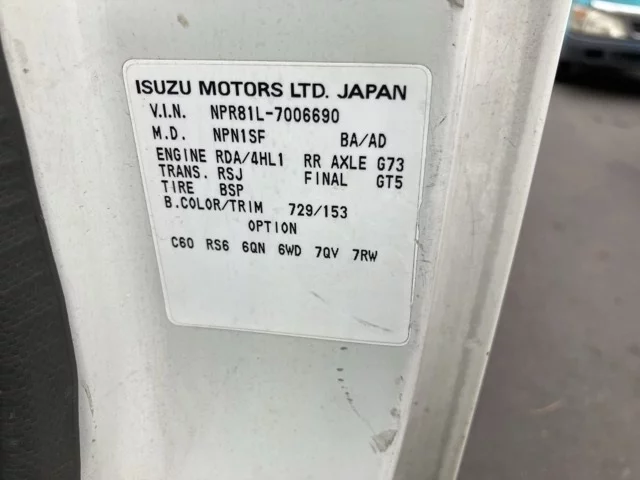 ISUZU MOTORS LTD. JAPAN
V.I.N. NPR81L-7006690
M.D. NPN1SF BA/AD
ENGINE RDA/4HL1 RR AXLE G73
TRANS. RSJ FINAL GT5
TIRE BSP
B.COLOR/TRIM 729/153
OPTION
C60 RS6 6QN 6WD 7QV 7RW